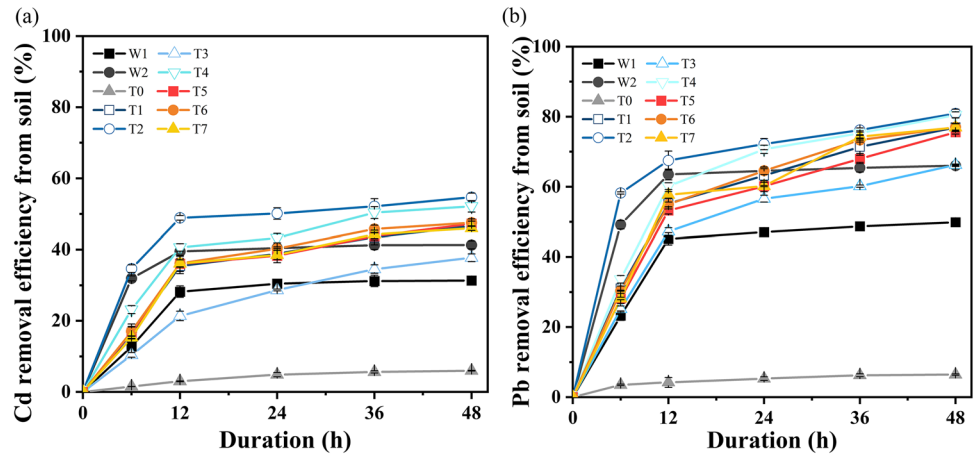 (a)
Cd removal efficiency from soil (%)
100
80
60
40
20
0
W1
W2
T0
T1
T2
T3
T4
T5
T6
T7
0 12 24 36 48
Duration (h)
(b)
Pb removal efficiency from soil (%)
100
80
60
40
20
0
W1
W2
T0
T1
T2
T3
T4
T5
T6
T7
0 12 24 36 48
Duration (h)